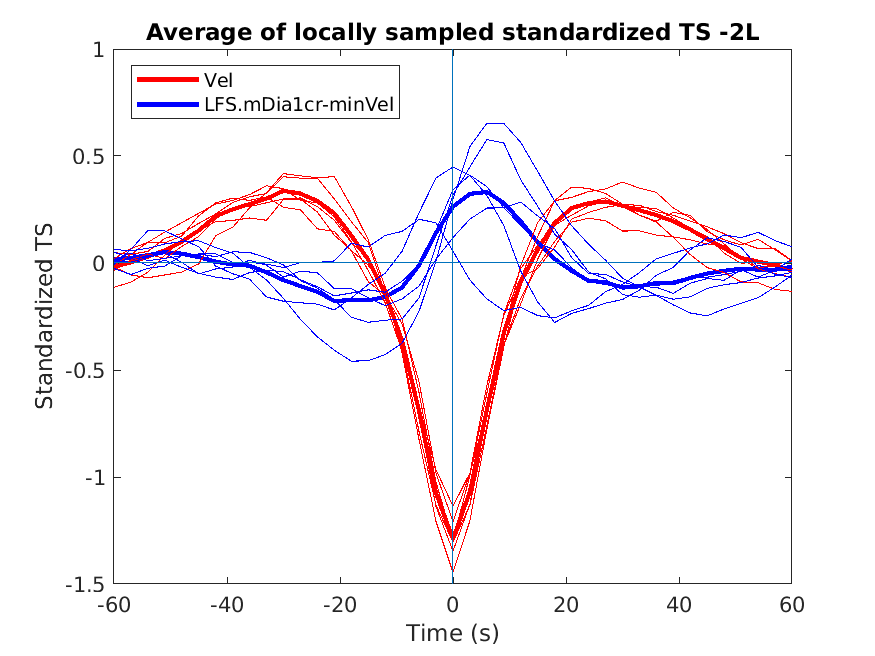 Average of locally sampled standardized TS -2L
Vel
LFS.mDia1cr-minVel
Standardized TS
1
0.5
0
-0.5
-1
-1.5
-60 -40 -20 0 20 40 60
Time (s)